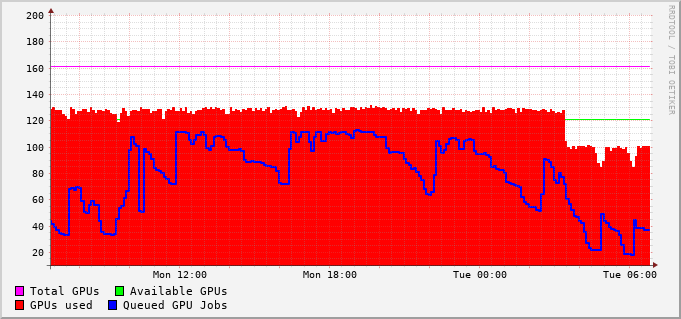 200
180
160
140
120
100
80
60
40
20
Mon 12:00 Mon 18:00 Tue 00:00 Tue 06:00
Total GPUs Available GPUs
GPUs used Queued GPU Jobs
RRDTOOL / TOBI OETIKER